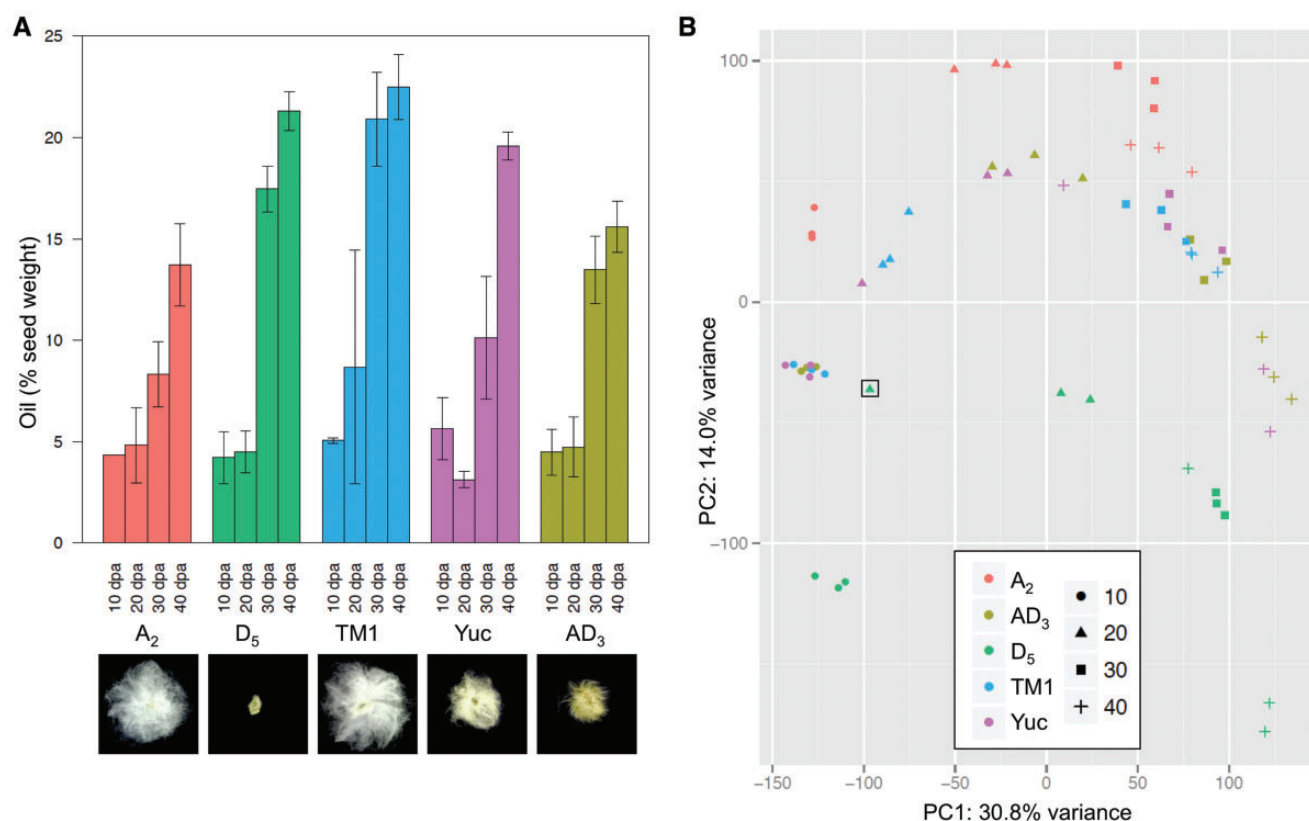 A
Oil (% seed weight)
25
20
15
10
5
0
10 dpa
20 dpa
30 dpa
40 dpa
10 dpa
20 dpa
30 dpa
40 dpa
10 dpa
20 dpa
30 dpa
40 dpa
10 dpa
20 dpa
30 dpa
40 dpa
10 dpa
20 dpa
30 dpa
40 dpa
A₂ D₅ TM1 Yuc AD₃
B
PC2: 14.0% variance
100
0
−100
A₂
AD₃
D₅
TM1
Yuc
10
20
30
40
−150 −100 −50 0 50 100
PC1: 30.8% variance